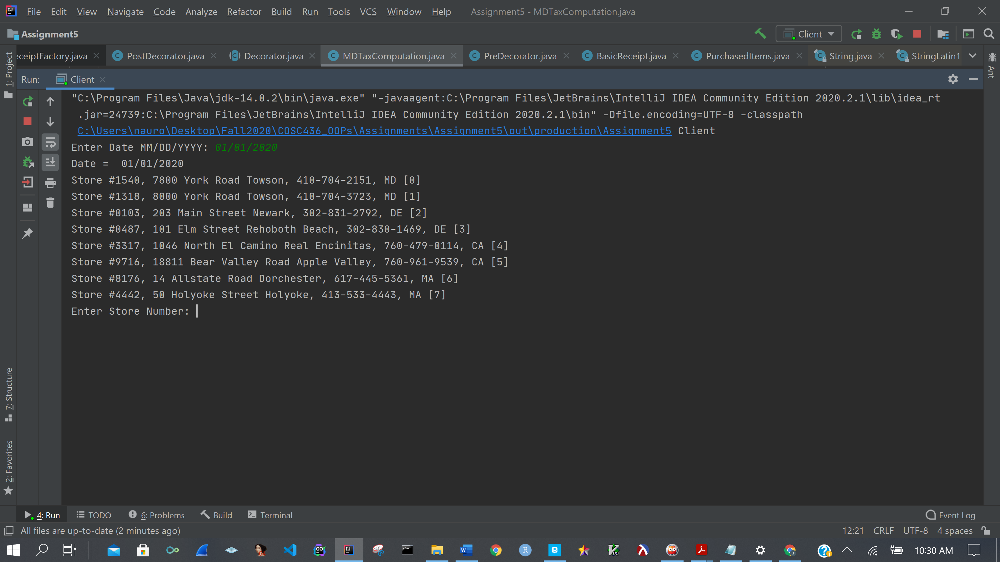 File Edit View Navigate Code Analyze Refactor Build Run Tools VCS Window Help Assignment5 - MDTaxComputation.java
Assignment5 Client
eceiptFactory.java PostDecorator.java Decorator.java MDTaxComputation.java PreDecorator.java BasicReceipt.java PurchasedItems.java String.java StringLatin1
1: Project
Ant
Run: Client
"C:\Program Files\Java\jdk-14.0.2\bin\java.exe" "-javaagent:C:\Program Files\JetBrains\IntelliJ IDEA Community Edition 2020.2.1\lib\idea_rt
.jar=24739:C:\Program Files\JetBrains\IntelliJ IDEA Community Edition 2020.2.1\bin" -Dfile.encoding=UTF-8 -classpath
C:\Users\nauro\Desktop\Fall2020\COSC436_OOPs\Assignments\Assignment5\out\production\Assignment5 Client
Enter Date MM/DD/YYYY: 01/01/2020
Date =  01/01/2020
Store #1540, 7800 York Road Towson, 410-704-2151, MD [0]
Store #1318, 8000 York Road Towson, 410-704-3723, MD [1]
Store #0103, 203 Main Street Newark, 302-831-2792, DE [2]
Store #0487, 101 Elm Street Rehoboth Beach, 302-830-1469, DE [3]
Store #3317, 1046 North El Camino Real Encinitas, 760-479-0114, CA [4]
Store #9716, 18811 Bear Valley Road Apple Valley, 760-961-9539, CA [5]
Store #8176, 14 Allstate Road Dorchester, 617-445-5361, MA [6]
Store #4442, 50 Holyoke Street Holyoke, 413-533-4443, MA [7]
Enter Store Number:
7: Structure
2: Favorites
4: Run TODO 6: Problems Build Terminal Event Log
All files are up-to-date (2 minutes ago) 12:21 CRLF UTF-8 4 spaces
10:30 AM